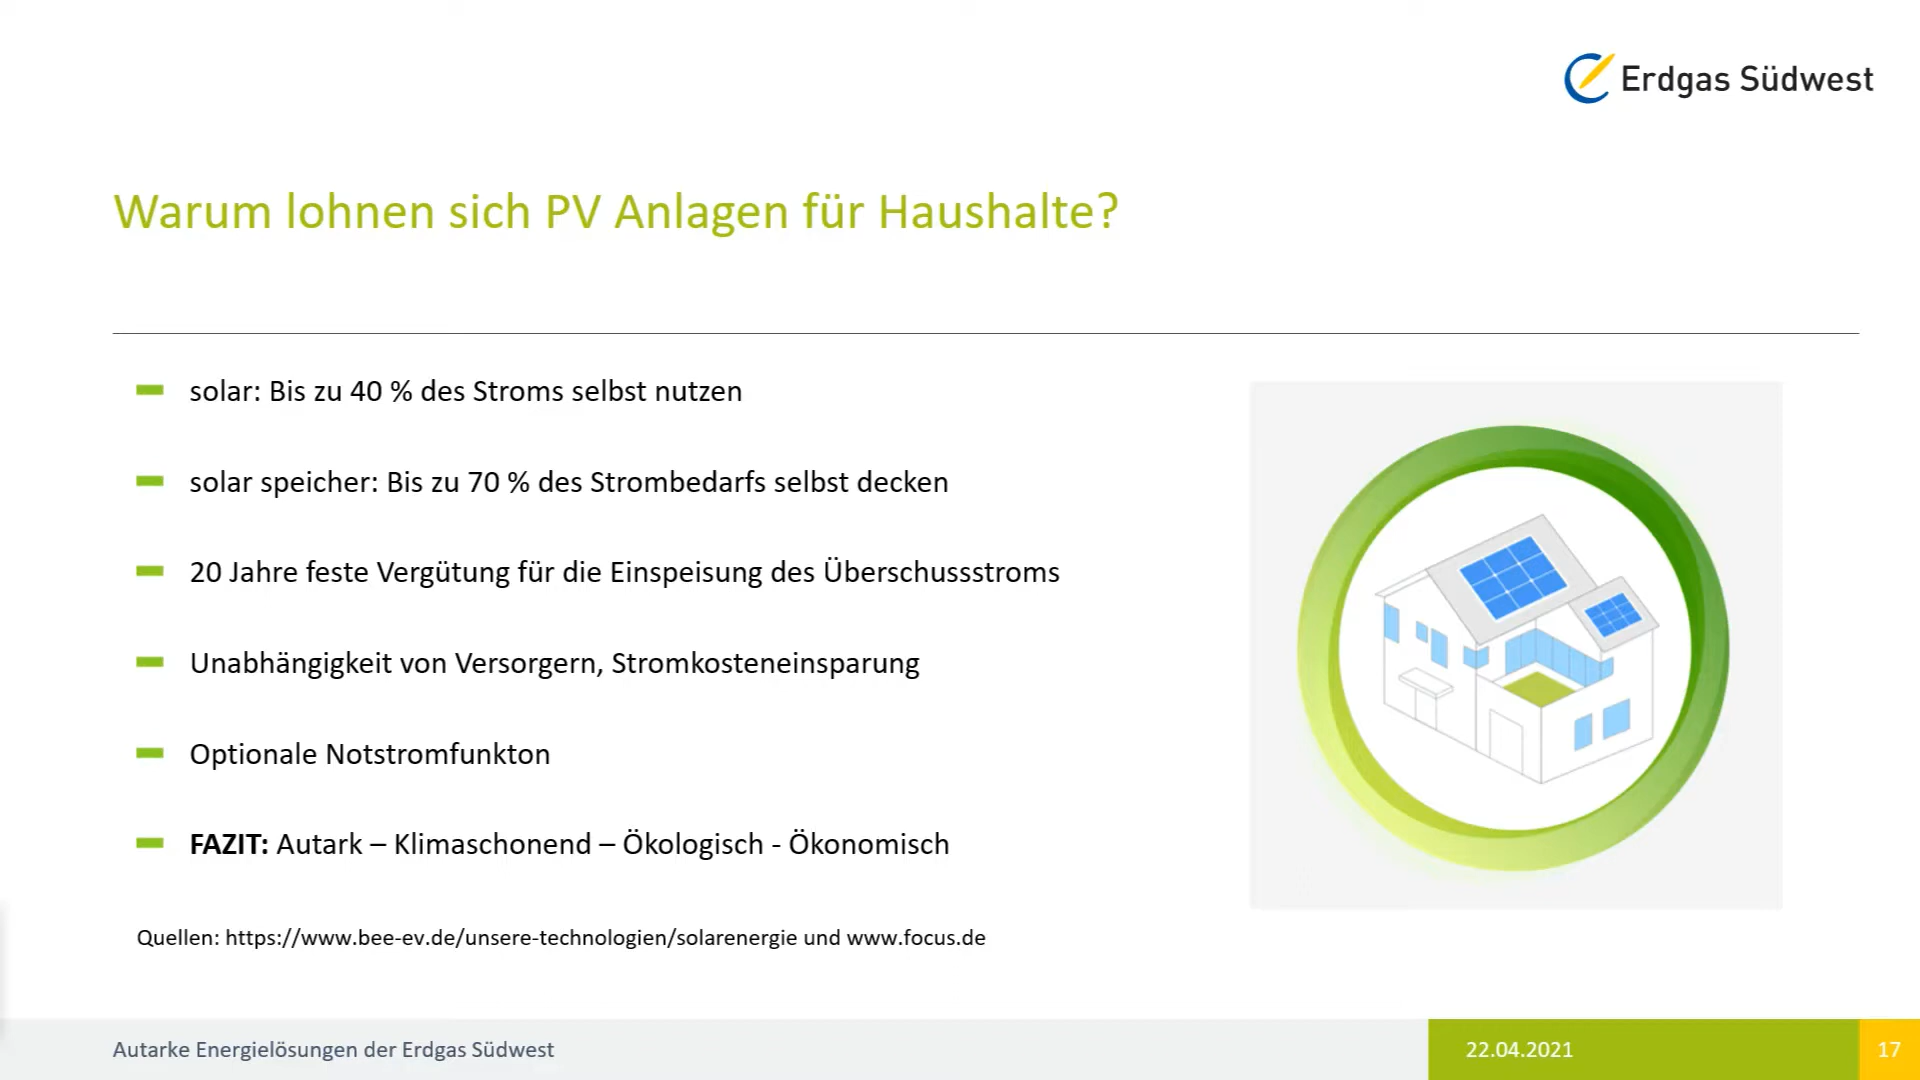 Erdgas Südwest
Warum lohnen sich PV Anlagen für Haushalte?
solar: Bis zu 40 % des Stroms selbst nutzen
solar speicher: Bis zu 70 % des Strombedarfs selbst decken
20 Jahre feste Vergütung für die Einspeisung des Überschussstroms
Unabhängigkeit von Versorgern, Stromkosteneinsparung
Optionale Notstromfunkton
FAZIT: Autark – Klimaschonend – Ökologisch - Ökonomisch
Quellen: https://www.bee-ev.de/unsere-technologien/solarenergie und www.focus.de
Autarke Energielösungen der Erdgas Südwest
22.04.2021
17